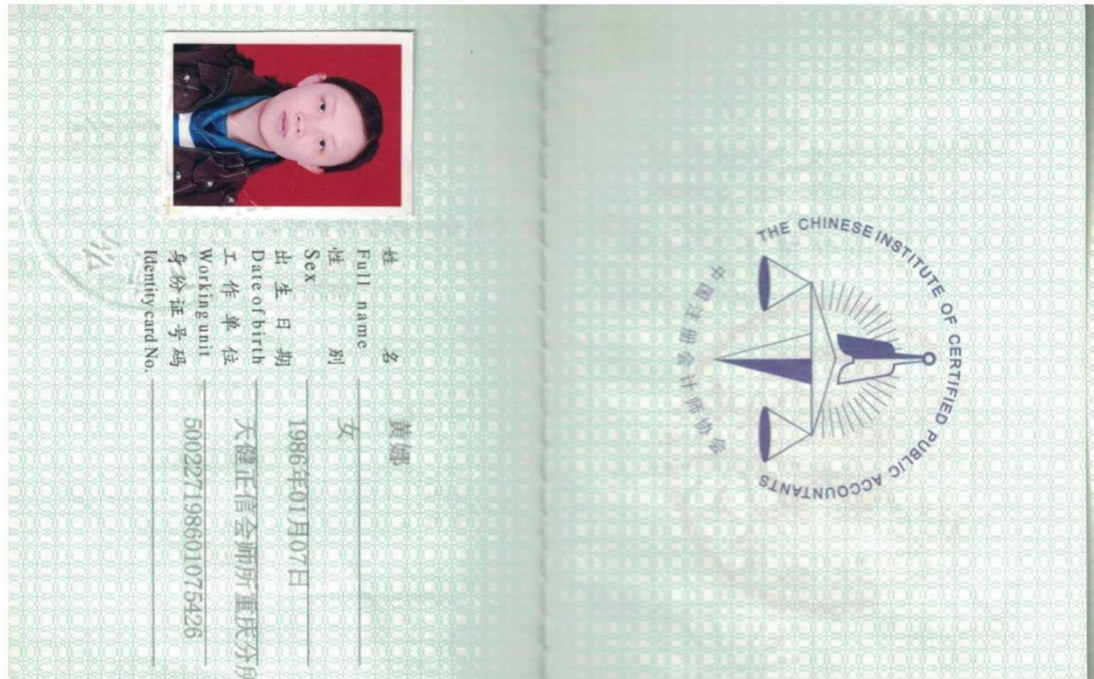 姓名 黄娜
Full name
性别 女
Sex
出生日期 1986年01月07日
Date of birth
工作单位 天健正信会师所重庆分所
Working unit
身份证号码 500227198601075426
Identity card No.
THE CHINESE INSTITUTE OF CERTIFIED PUBLIC ACCOUNTANTS
中国注册会计师协会